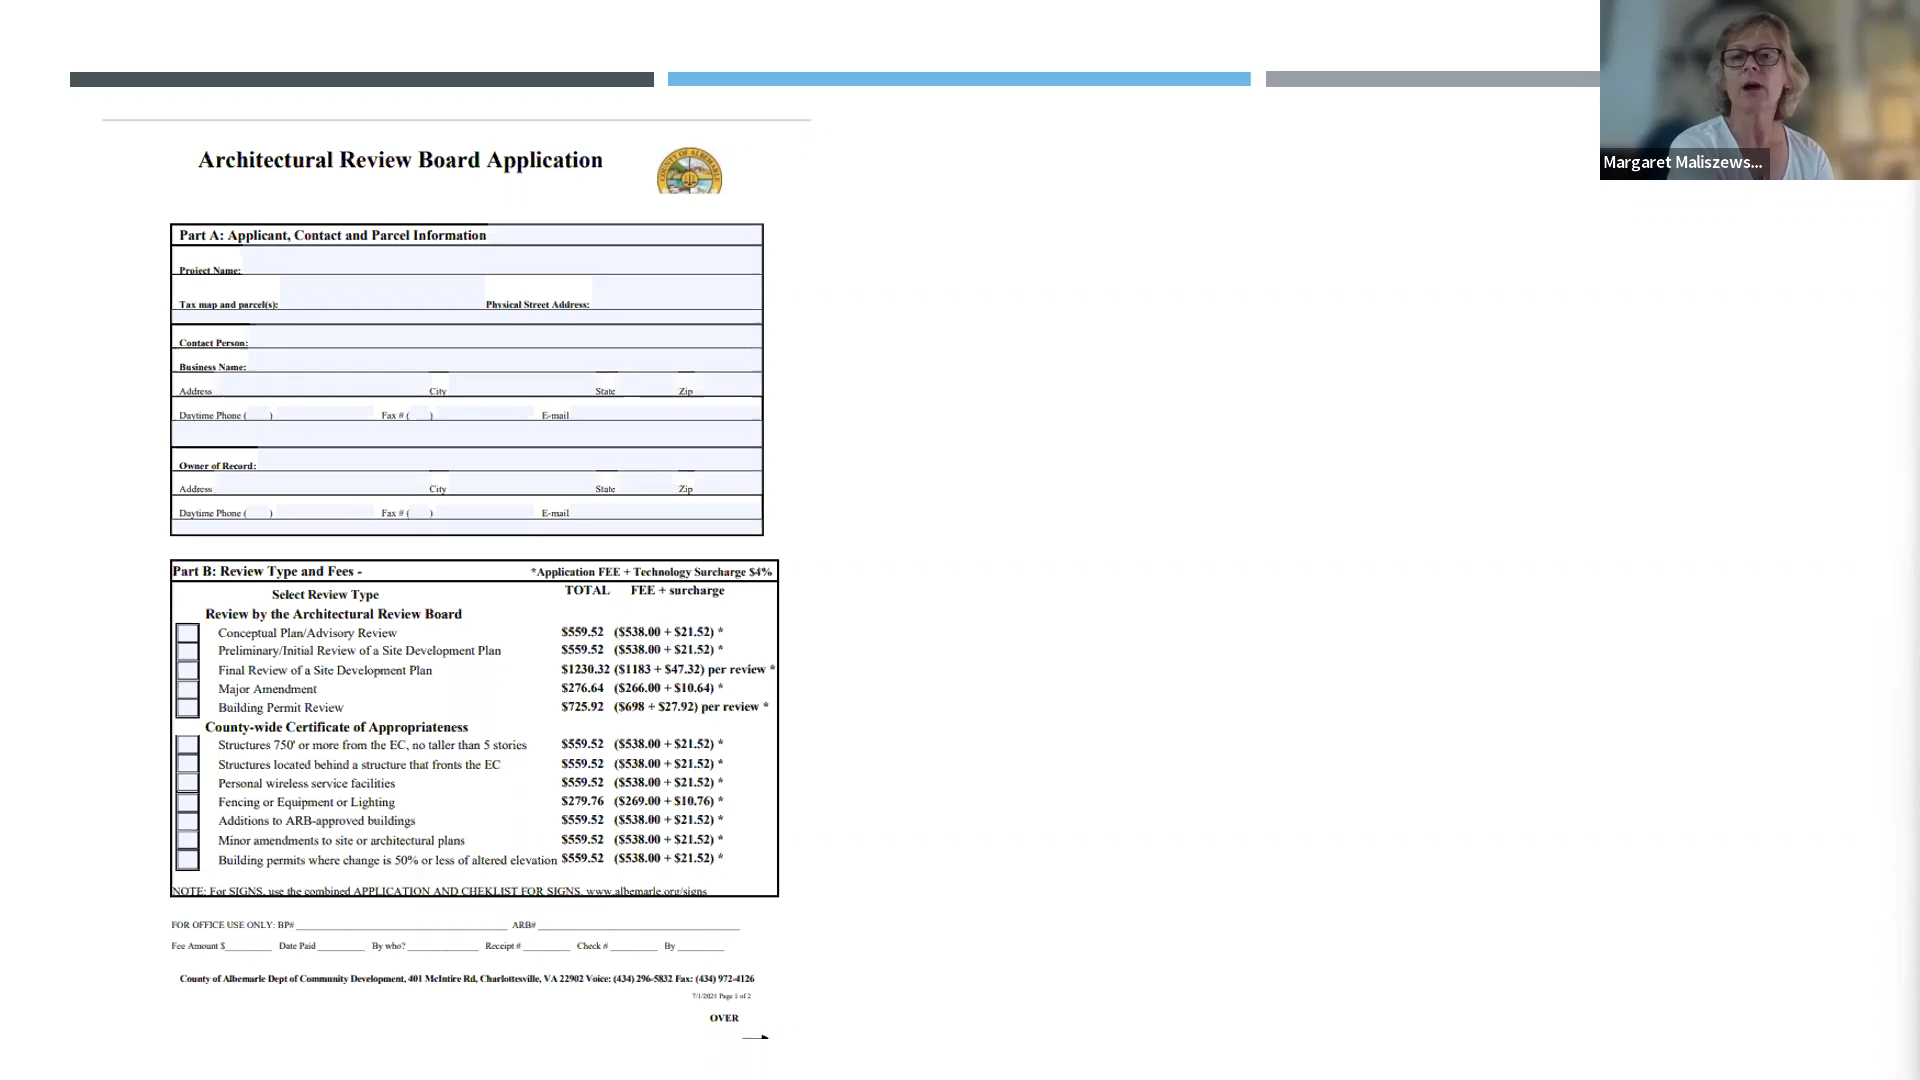 Margaret Maliszews...
Architectural Review Board Application
COUNTY OF ALBEMARLE
Part A: Applicant, Contact and Parcel Information
Project Name:
Tax map and parcel(s): Physical Street Address:
Contact Person:
Business Name:
Address City State Zip
Daytime Phone ( ) Fax # ( ) E-mail
Owner of Record:
Address City State Zip
Daytime Phone ( ) Fax # ( ) E-mail
Part B: Review Type and Fees - *Application FEE + Technology Surcharge $4%
Select Review Type TOTAL FEE + surcharge
Review by the Architectural Review Board
Conceptual Plan/Advisory Review $559.52 ($538.00 + $21.52) *
Preliminary/Initial Review of a Site Development Plan $559.52 ($538.00 + $21.52) *
Final Review of a Site Development Plan $1230.32 ($1183 + $47.32) per review *
Major Amendment $276.64 ($266.00 + $10.64) *
Building Permit Review $725.92 ($698 + $27.92) per review *
County-wide Certificate of Appropriateness
Structures 750' or more from the EC, no taller than 5 stories $559.52 ($538.00 + $21.52) *
Structures located behind a structure that fronts the EC $559.52 ($538.00 + $21.52) *
Personal wireless service facilities $559.52 ($538.00 + $21.52) *
Fencing or Equipment or Lighting $279.76 ($269.00 + $10.76) *
Additions to ARB-approved buildings $559.52 ($538.00 + $21.52) *
Minor amendments to site or architectural plans $559.52 ($538.00 + $21.52) *
Building permits where change is 50% or less of altered elevation $559.52 ($538.00 + $21.52) *
NOTE: For SIGNS, use the combined APPLICATION AND CHEKLIST FOR SIGNS, www.albemarle.org/signs
FOR OFFICE USE ONLY: BP# ARB#
Fee Amount $ Date Paid By who? Receipt # Check # By
County of Albemarle Dept of Community Development, 401 McIntire Rd, Charlottesville, VA 22902 Voice: (434) 296-5832 Fax: (434) 972-4126
7/1/2021 Page 1 of 2
OVER